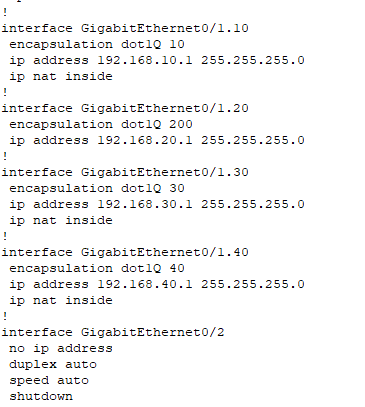 !
interface GigabitEthernet0/1.10
 encapsulation dot1Q 10
 ip address 192.168.10.1 255.255.255.0
 ip nat inside
!
interface GigabitEthernet0/1.20
 encapsulation dot1Q 200
 ip address 192.168.20.1 255.255.255.0
!
interface GigabitEthernet0/1.30
 encapsulation dot1Q 30
 ip address 192.168.30.1 255.255.255.0
 ip nat inside
!
interface GigabitEthernet0/1.40
 encapsulation dot1Q 40
 ip address 192.168.40.1 255.255.255.0
 ip nat inside
!
interface GigabitEthernet0/2
 no ip address
 duplex auto
 speed auto
 shutdown